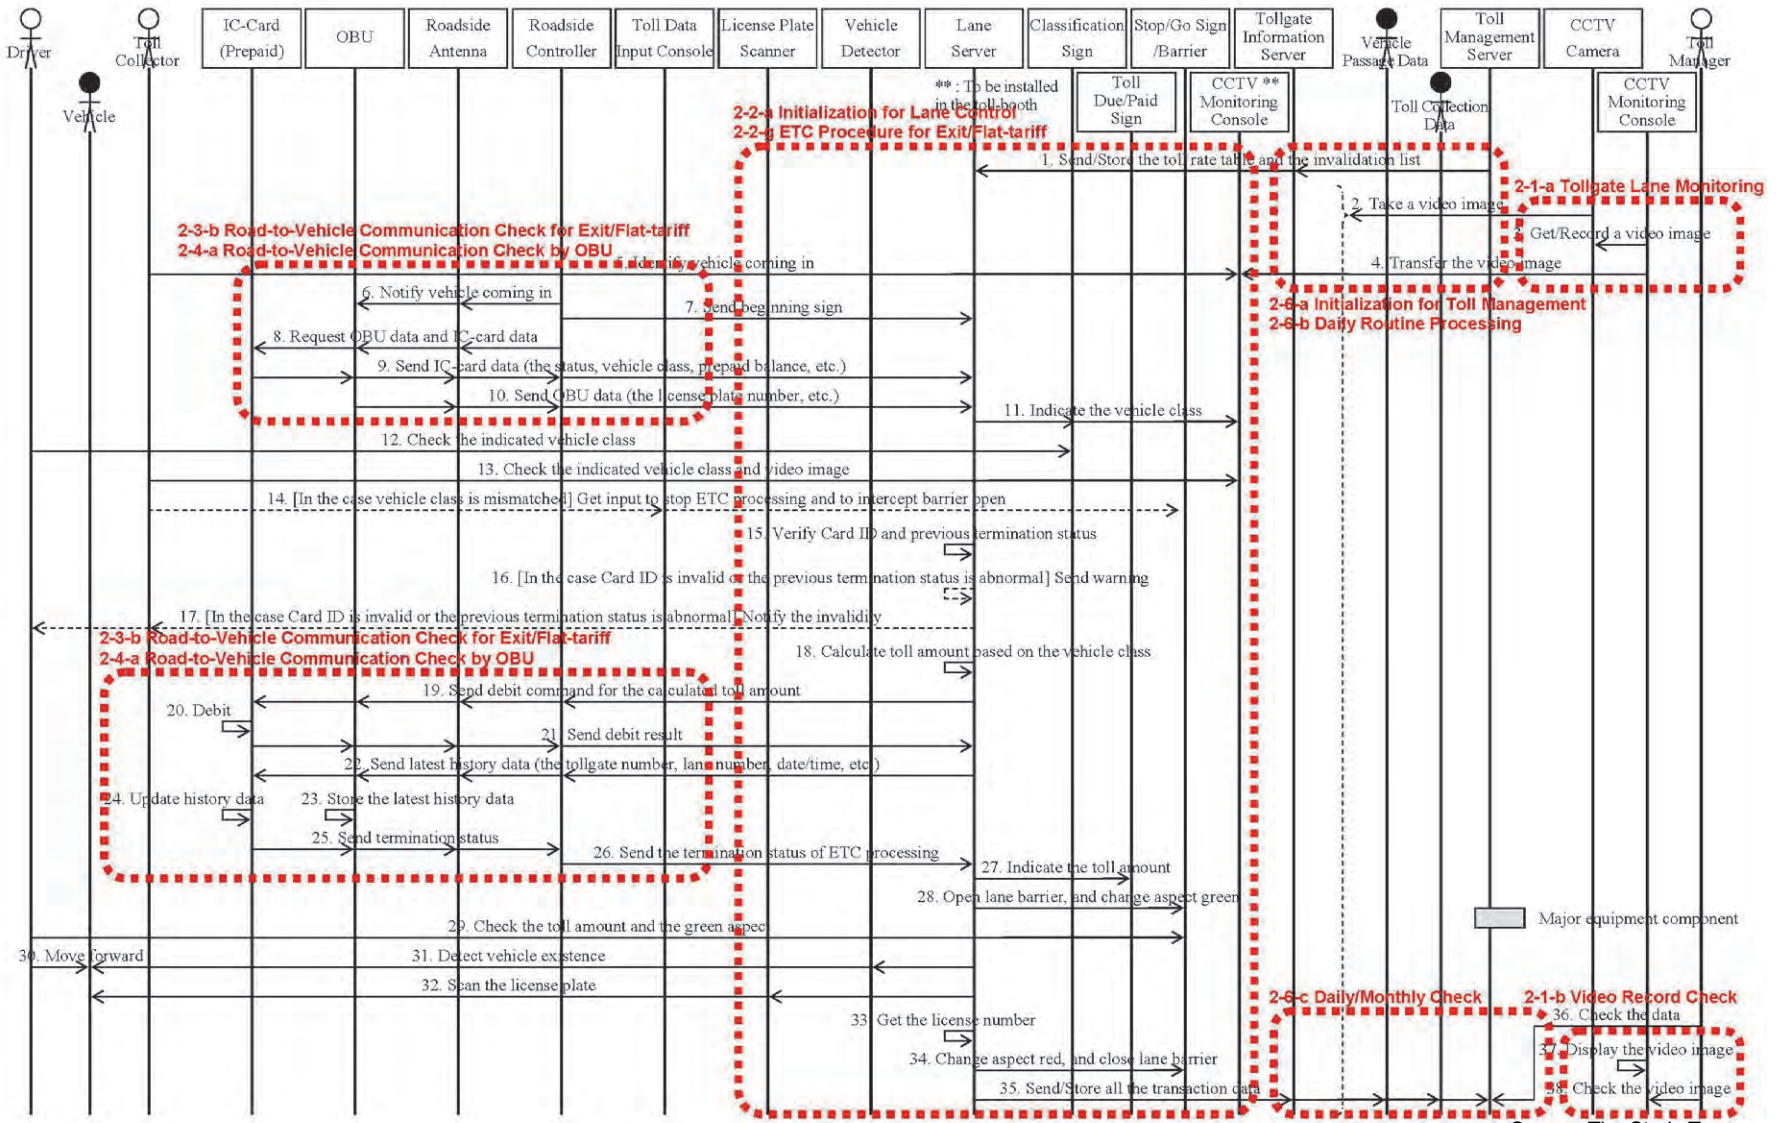 Driver
Vehicle
Toll
Collector
IC-Card
(Prepaid)
OBU
Roadside
Antenna
Roadside
Controller
Toll Data
Input Console
License Plate
Scanner
Vehicle
Detector
Lane
Server
Classification
Sign
Stop/Go Sign
/Barrier
Tollgate
Information
Server
Vehicle
Passage Data
Toll
Management
Server
CCTV
Camera
Toll
Manager
** : To be installed
in the toll-booth
Toll
Due/Paid
Sign
CCTV **
Monitoring
Console
Toll Collection
Data
CCTV
Monitoring
Console
2-2-a Initialization for Lane Control
2-2-g ETC Procedure for Exit/Flat-tariff
1. Send/Store the toll rate table and the invalidation list
2-1-a Tollgate Lane Monitoring
2. Take a video image
3. Get/Record a video image
2-3-b Road-to-Vehicle Communication Check for Exit/Flat-tariff
2-4-a Road-to-Vehicle Communication Check by OBU
5. Identify vehicle coming in
4. Transfer the video image
6. Notify vehicle coming in
7. Send beginning sign
2-6-a Initialization for Toll Management
2-6-b Daily Routine Processing
8. Request OBU data and IC-card data
9. Send IC-card data (the status, vehicle class, prepaid balance, etc.)
10. Send OBU data (the license plate number, etc.)
11. Indicate the vehicle class
12. Check the indicated vehicle class
13. Check the indicated vehicle class and video image
14. [In the case vehicle class is mismatched] Get input to stop ETC processing and to intercept barrier open
15. Verify Card ID and previous termination status
16. [In the case Card ID is invalid or the previous termination status is abnormal] Send warning
17. [In the case Card ID is invalid or the previous termination status is abnormal] Notify the invalidity
2-3-b Road-to-Vehicle Communication Check for Exit/Flat-tariff
2-4-a Road-to-Vehicle Communication Check by OBU
18. Calculate toll amount based on the vehicle class
19. Send debit command for the calculated toll amount
20. Debit
21. Send debit result
22. Send latest history data (the tollgate number, lane number, date/time, etc.)
24. Update history data
23. Store the latest history data
25. Send termination status
26. Send the termination status of ETC processing
27. Indicate the toll amount
28. Open lane barrier, and change aspect green
Major equipment component
29. Check the toll amount and the green aspect
30. Move forward
31. Detect vehicle existence
32. Scan the license plate
2-6-c Daily/Monthly Check
2-1-b Video Record Check
36. Check the data
33. Get the license number
37. Display the video image
34. Change aspect red, and close lane barrier
35. Send/Store all the transaction data
38. Check the video image